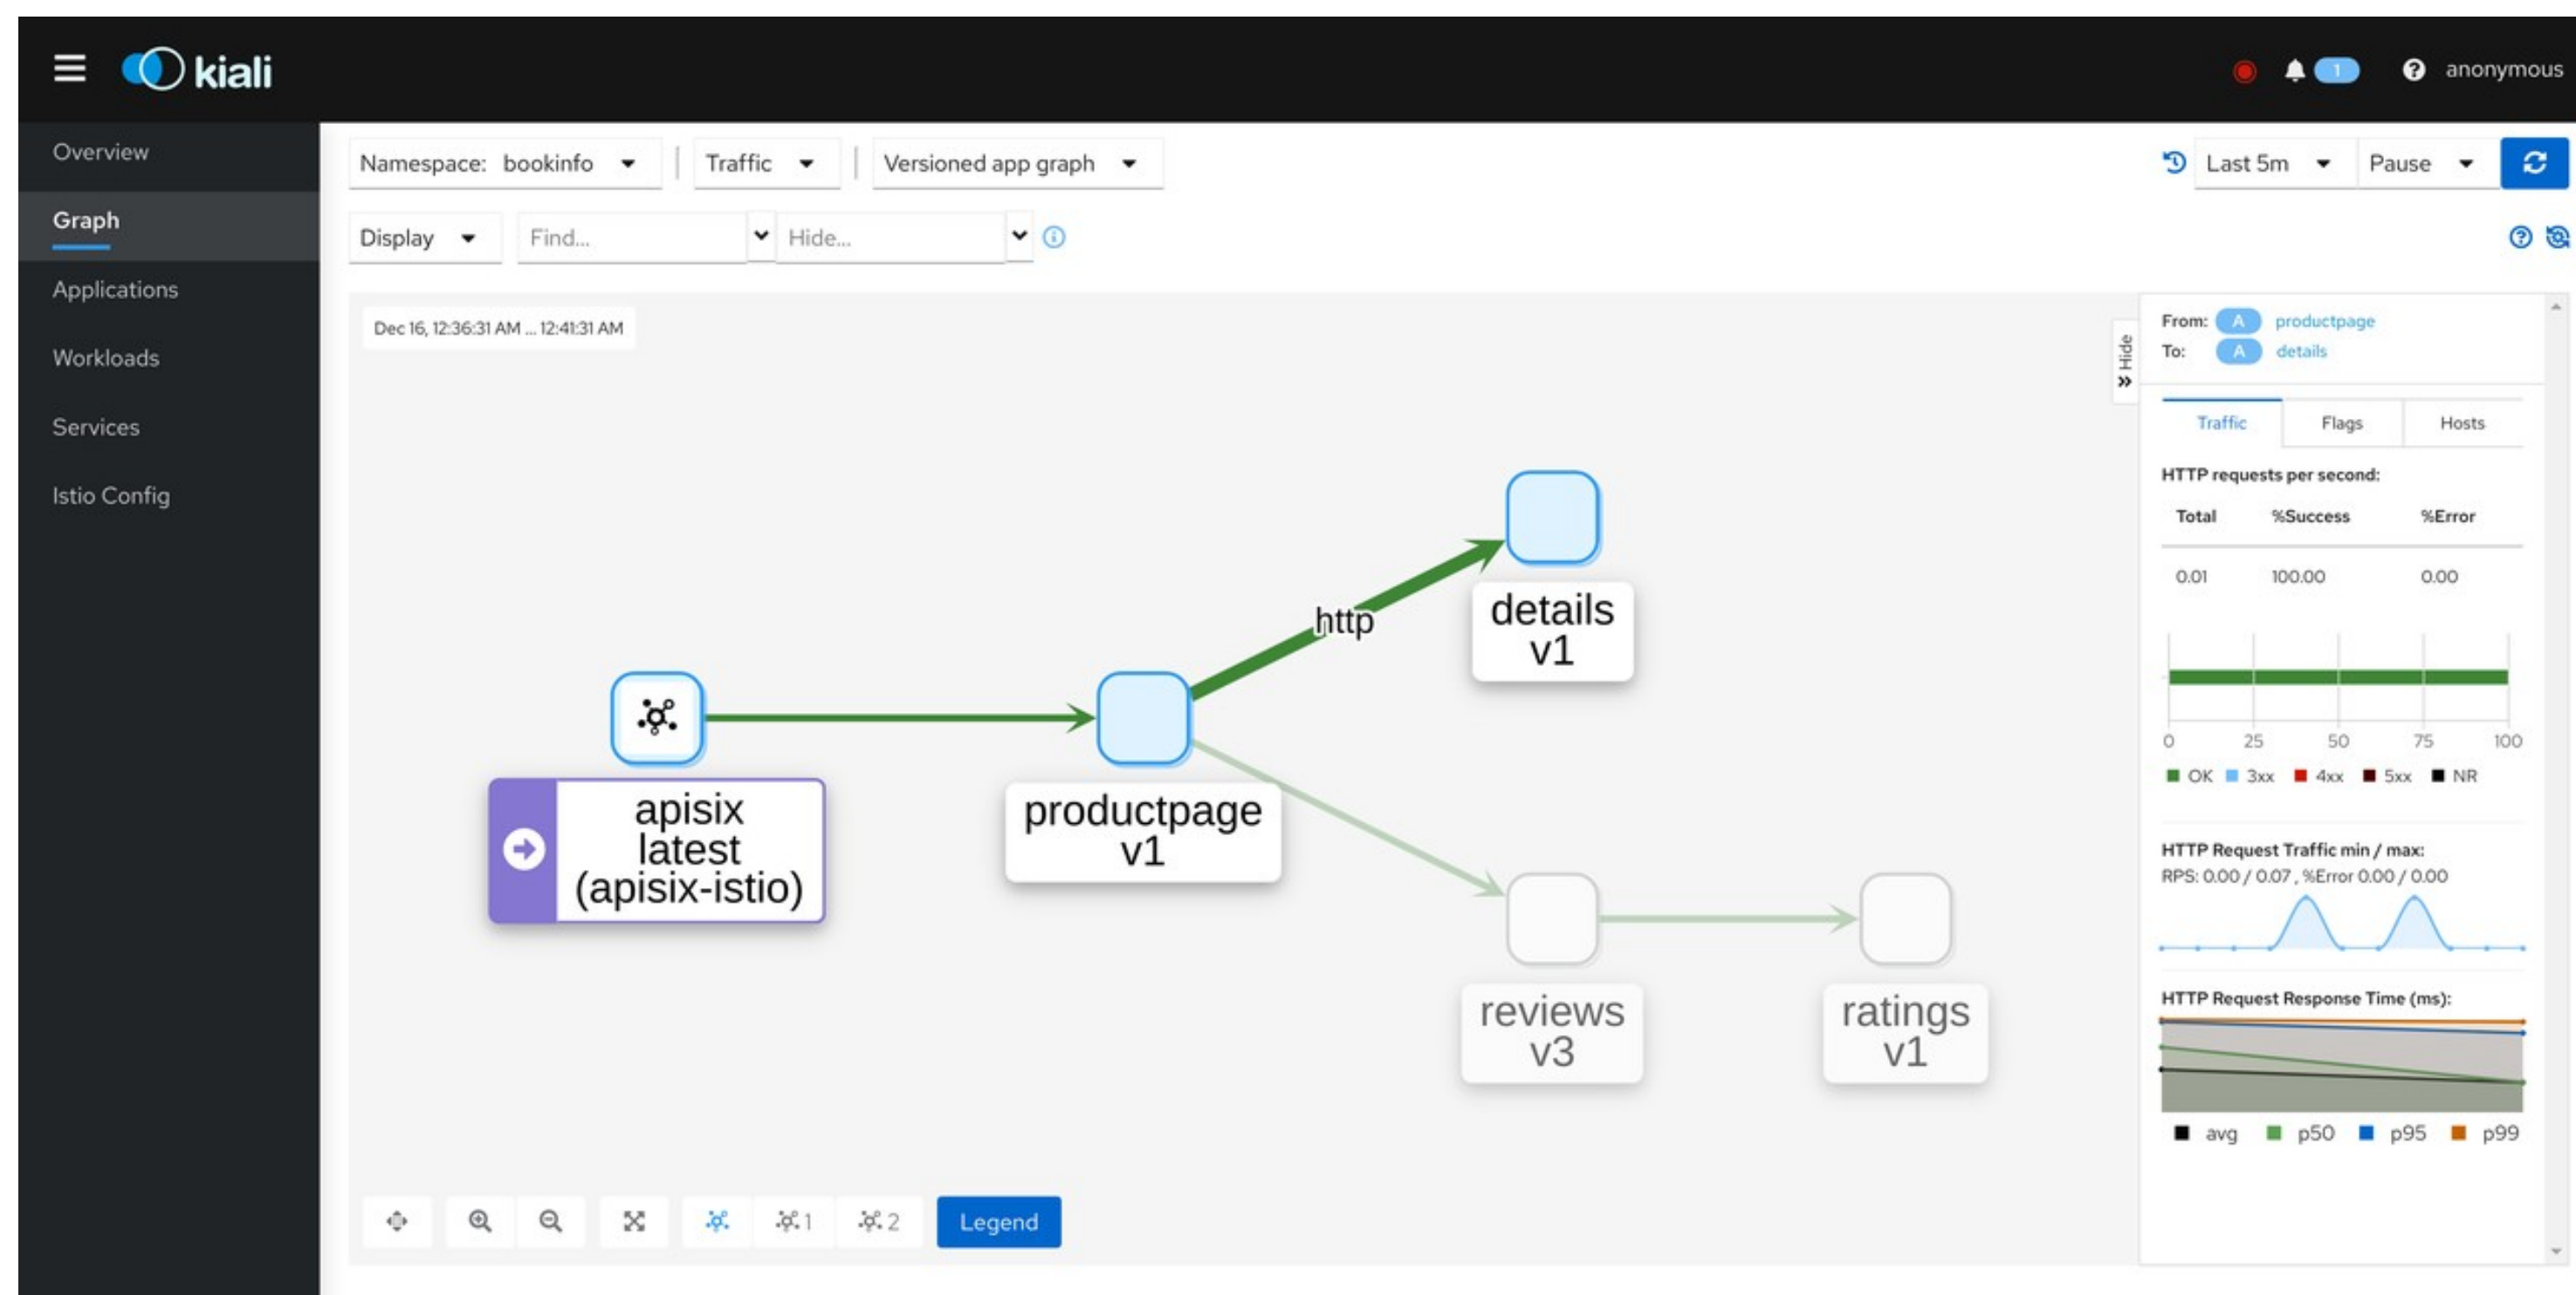 kiali
1
anonymous
Overview
Graph
Applications
Workloads
Services
Istio Config
Namespace: bookinfo
Traffic
Versioned app graph
Last 5m
Pause
Display
Find...
Hide...
Dec 16, 12:36:31 AM ... 12:41:31 AM
Hide
http
details
v1
apisix
latest
(apisix-istio)
productpage
v1
reviews
v3
ratings
v1
1
2
Legend
From: A productpage
To: A details
Traffic Flags Hosts
HTTP requests per second:
Total %Success %Error
0.01 100.00 0.00
0 25 50 75 100
OK 3xx 4xx 5xx NR
HTTP Request Traffic min / max:
RPS: 0.00 / 0.07 , %Error 0.00 / 0.00
HTTP Request Response Time (ms):
avg p50 p95 p99